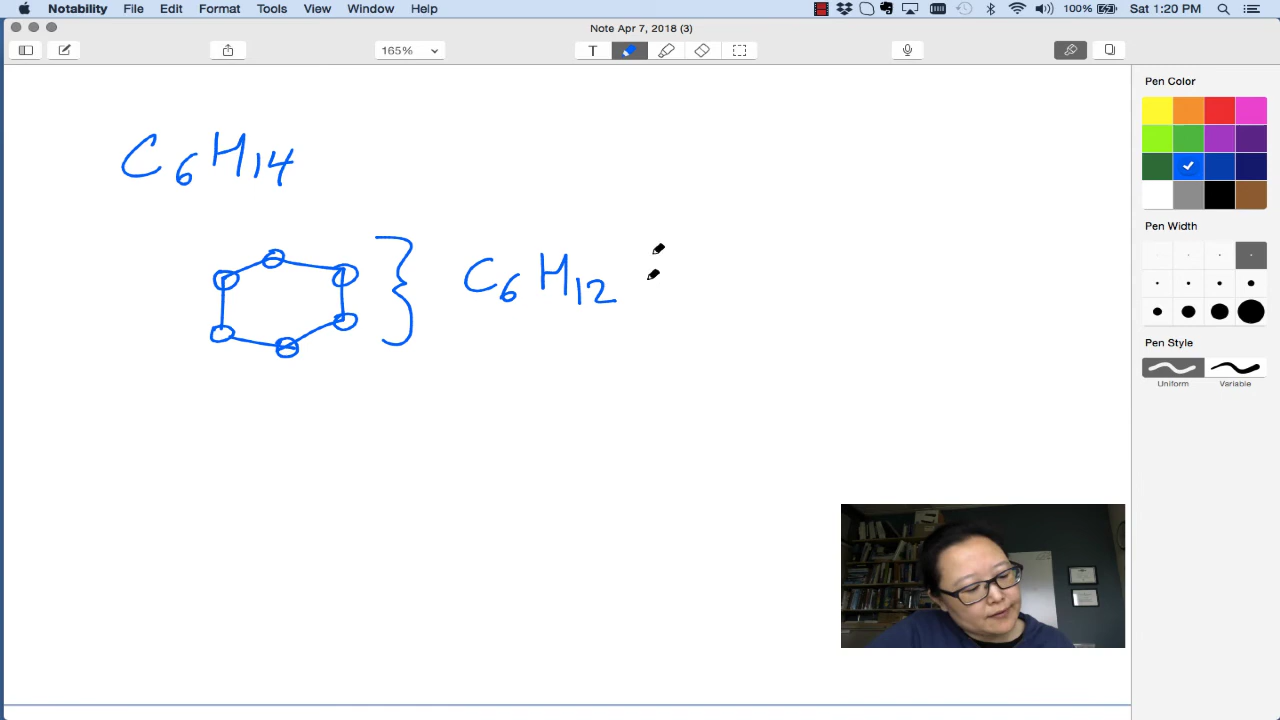 Notability File Edit Format Tools View Window Help 100% Sat 1:20 PM
Note Apr 7, 2018 (3)
165% T
Pen Color
C6H14
Pen Width
C6H12
Pen Style
Uniform Variable